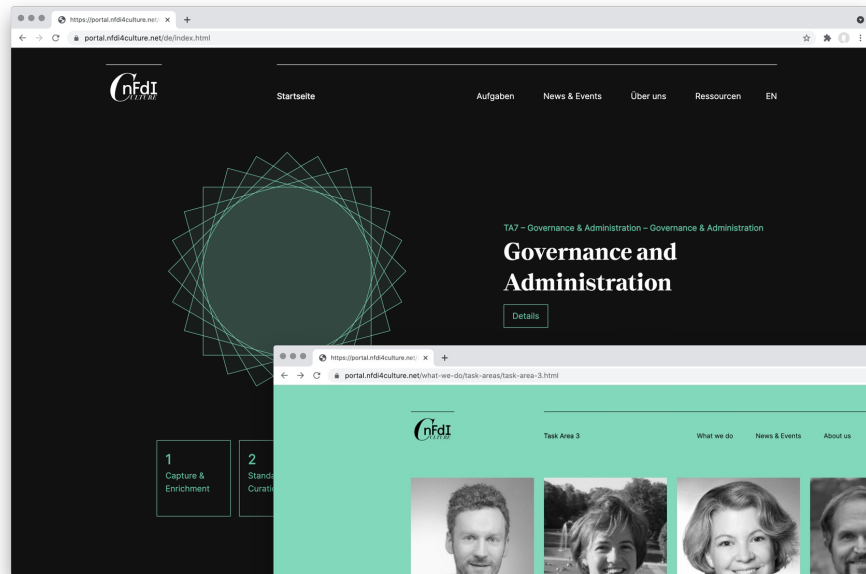 https://portal.nfdi4culture.net/
portal.nfdi4culture.net/de/index.html
nFdI
CULTURE
Startseite
Aufgaben
News & Events
Über uns
Ressourcen
EN
TA7 – Governance & Administration – Governance & Administration
Governance and
Administration
Details
1
Capture &
Enrichment
2
Standa
Curati
https://portal.nfdi4culture.net/
portal.nfdi4culture.net/what-we-do/task-areas/task-area-3.html
nFdI
CULTURE
Task Area 3
What we do
News & Events
About us